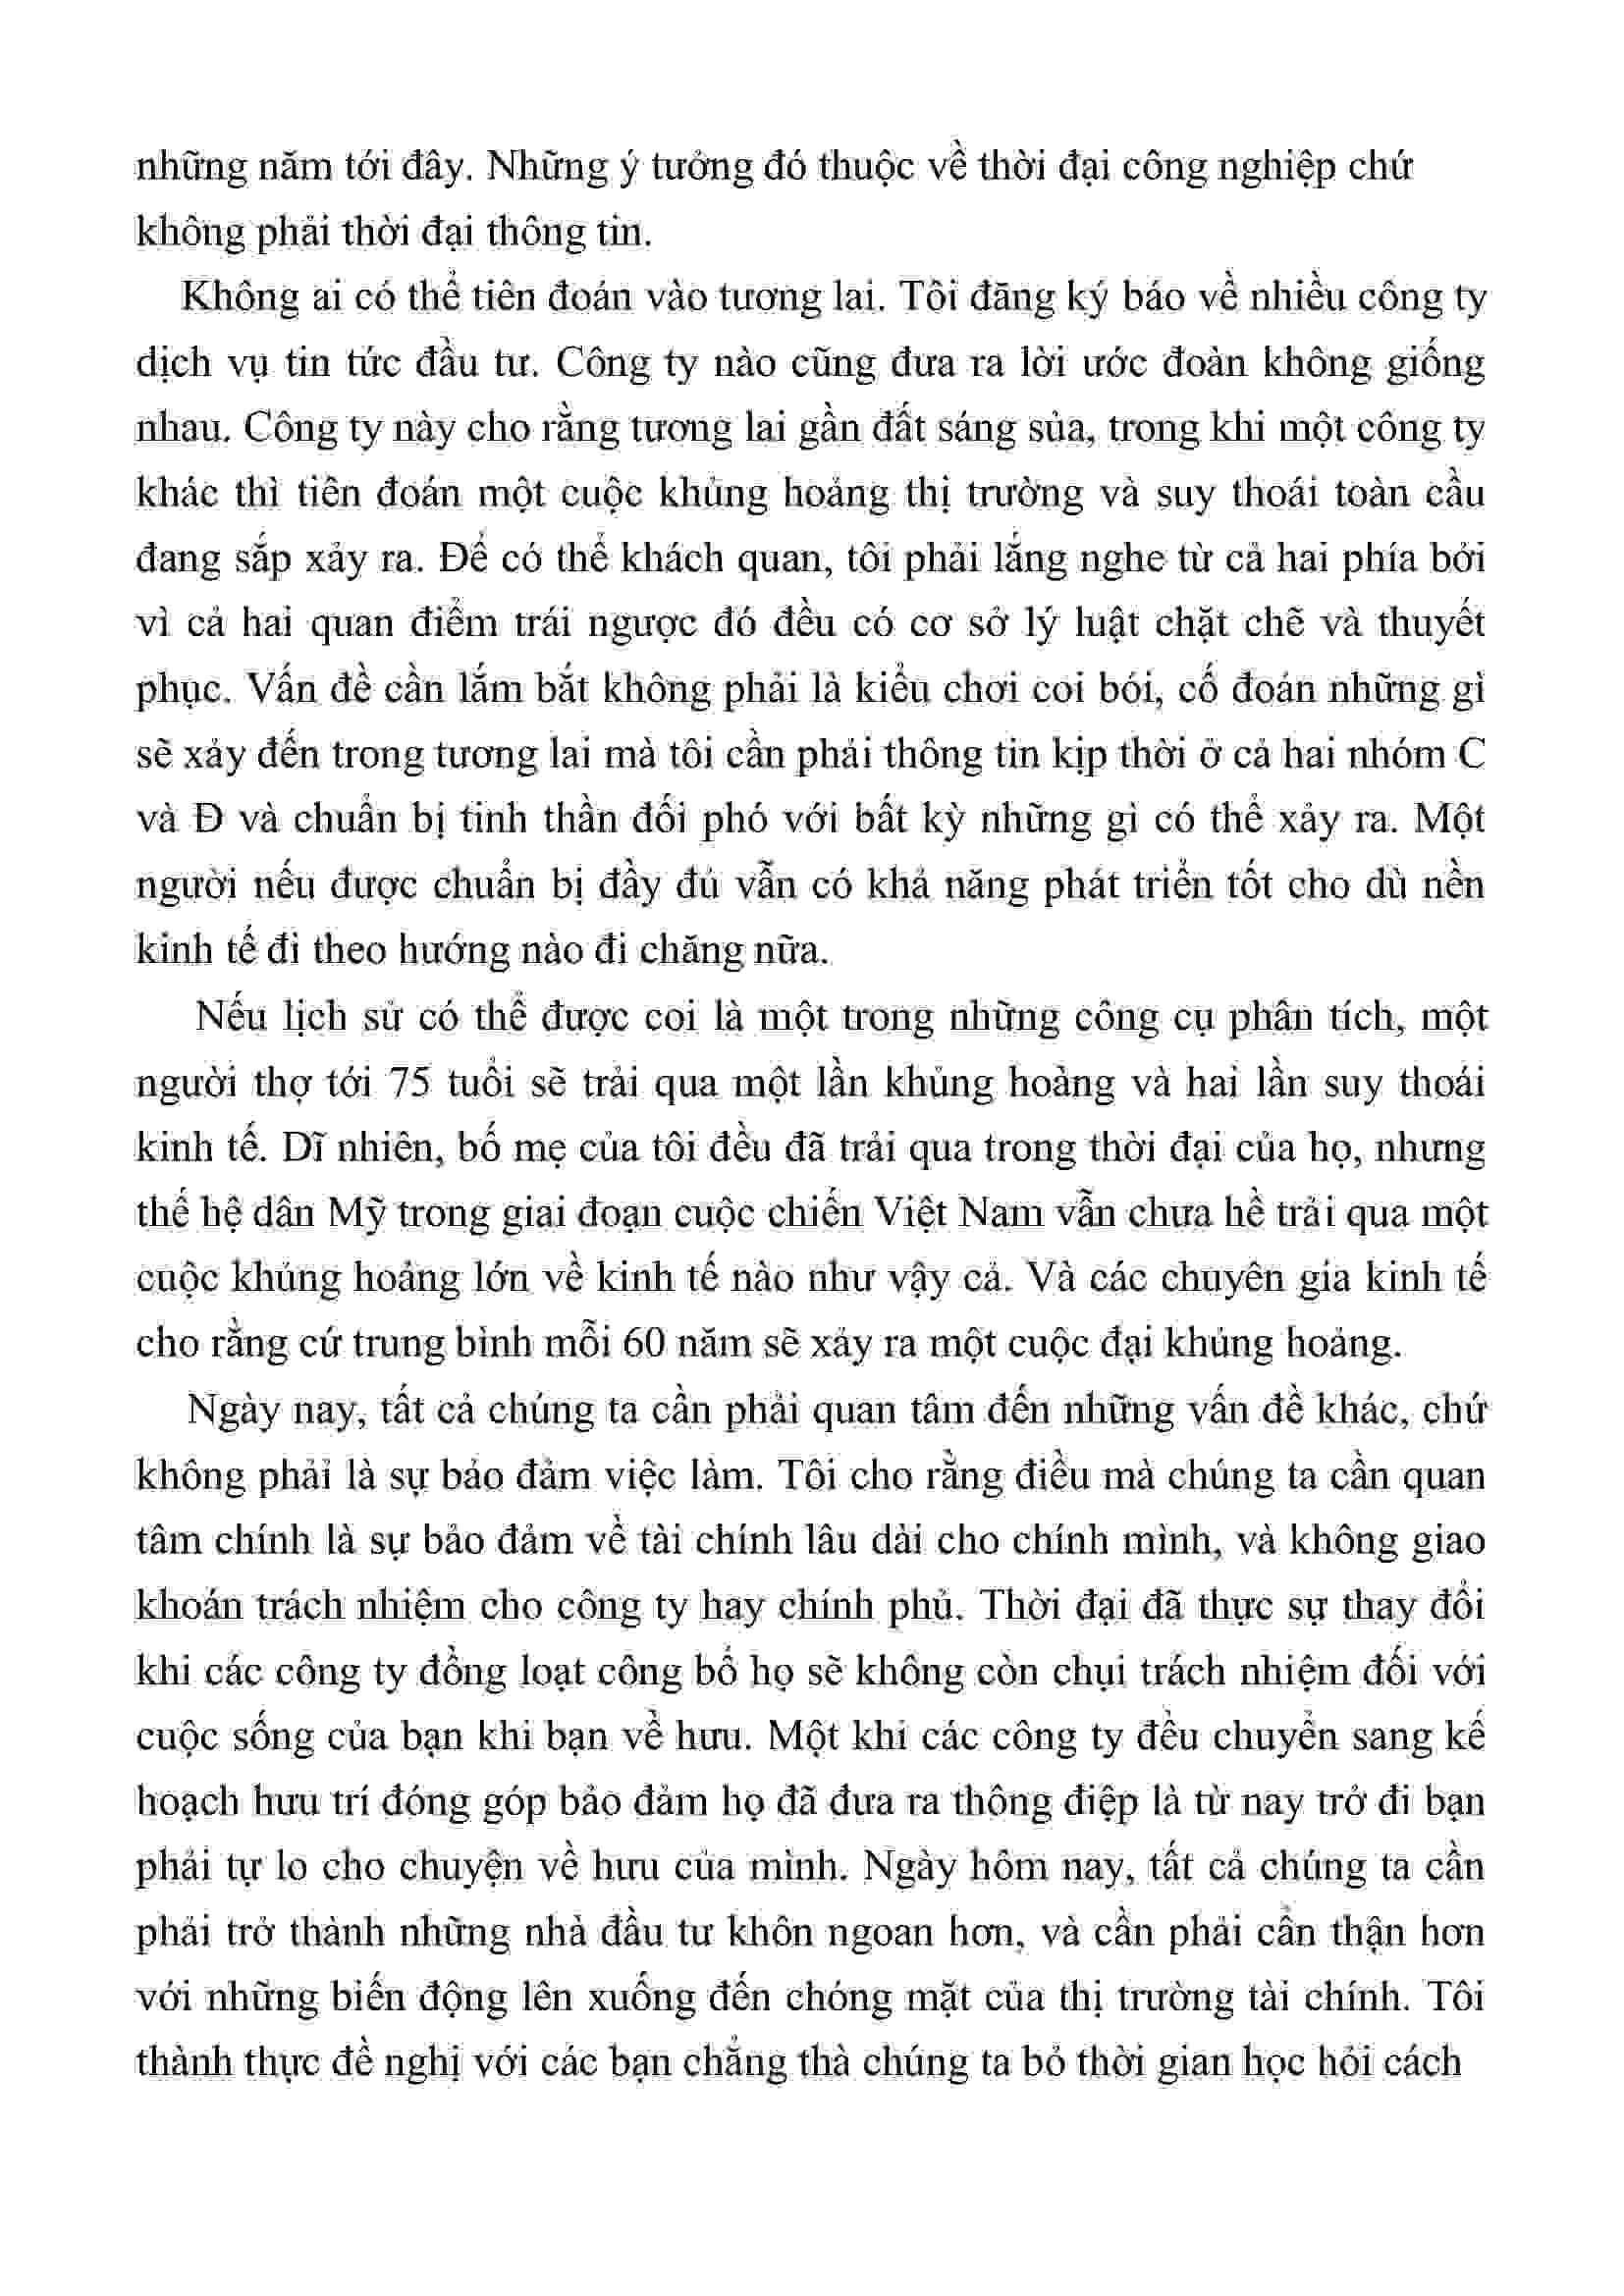 những năm tới đây. Những ý tưởng đó thuộc về thời đại công nghiệp chứ
không phải thời đại thông tin.
Không ai có thể tiên đoán vào tương lai. Tôi đăng ký báo về nhiều công ty
dịch vụ tin tức đầu tư. Công ty nào cũng đưa ra lời ước đoàn không giống
nhau. Công ty này cho rằng tương lai gần đất sáng sủa, trong khi một công ty
khác thì tiên đoán một cuộc khủng hoảng thị trường và suy thoái toàn cầu
đang sắp xảy ra. Để có thể khách quan, tôi phải lắng nghe từ cả hai phía bởi
vì cả hai quan điểm trái ngược đó đều có cơ sở lý luật chặt chẽ và thuyết
phục. Vấn đề cần lắm bắt không phải là kiểu chơi coi bói, cố đoán những gì
sẽ xảy đến trong tương lai mà tôi cần phải thông tin kịp thời ở cả hai nhóm C
và Đ và chuẩn bị tinh thần đối phó với bất kỳ những gì có thể xảy ra. Một
người nếu được chuẩn bị đầy đủ vẫn có khả năng phát triển tốt cho dù nền
kinh tế đi theo hướng nào đi chăng nữa.
Nếu lịch sử có thể được coi là một trong những công cụ phân tích, một
người thợ tới 75 tuổi sẽ trải qua một lần khủng hoàng và hai lần suy thoái
kinh tế. Dĩ nhiên, bố mẹ của tôi đều đã trải qua trong thời đại của họ, nhưng
thế hệ dân Mỹ trong giai đoạn cuộc chiến Việt Nam vẫn chưa hề trải qua một
cuộc khủng hoảng lớn về kinh tế nào như vậy cả. Và các chuyên gia kinh tế
cho rằng cứ trung bình mỗi 60 năm sẽ xảy ra một cuộc đại khủng hoảng.
Ngày nay, tất cả chúng ta cần phải quan tâm đến những vấn đề khác, chứ
không phải là sự bảo đảm việc làm. Tôi cho rằng điều mà chúng ta cần quan
tâm chính là sự bảo đảm về tài chính lâu dài cho chính mình, và không giao
khoán trách nhiệm cho công ty hay chính phủ. Thời đại đã thực sự thay đổi
khi các công ty đồng loạt công bố họ sẽ không còn chụi trách nhiệm đối với
cuộc sống của bạn khi bạn về hưu. Một khi các công ty đều chuyển sang kế
hoạch hưu trí đóng góp bảo đảm họ đã đưa ra thông điệp là từ nay trở đi bạn
phải tự lo cho chuyện về hưu của mình. Ngày hôm nay, tất cả chúng ta cần
phải trở thành những nhà đầu tư khôn ngoan hơn, và cần phải cẩn thận hơn
với những biến động lên xuống đến chóng mặt của thị trường tài chính. Tôi
thành thực đề nghị với các bạn chẳng thà chúng ta bỏ thời gian học hỏi cách